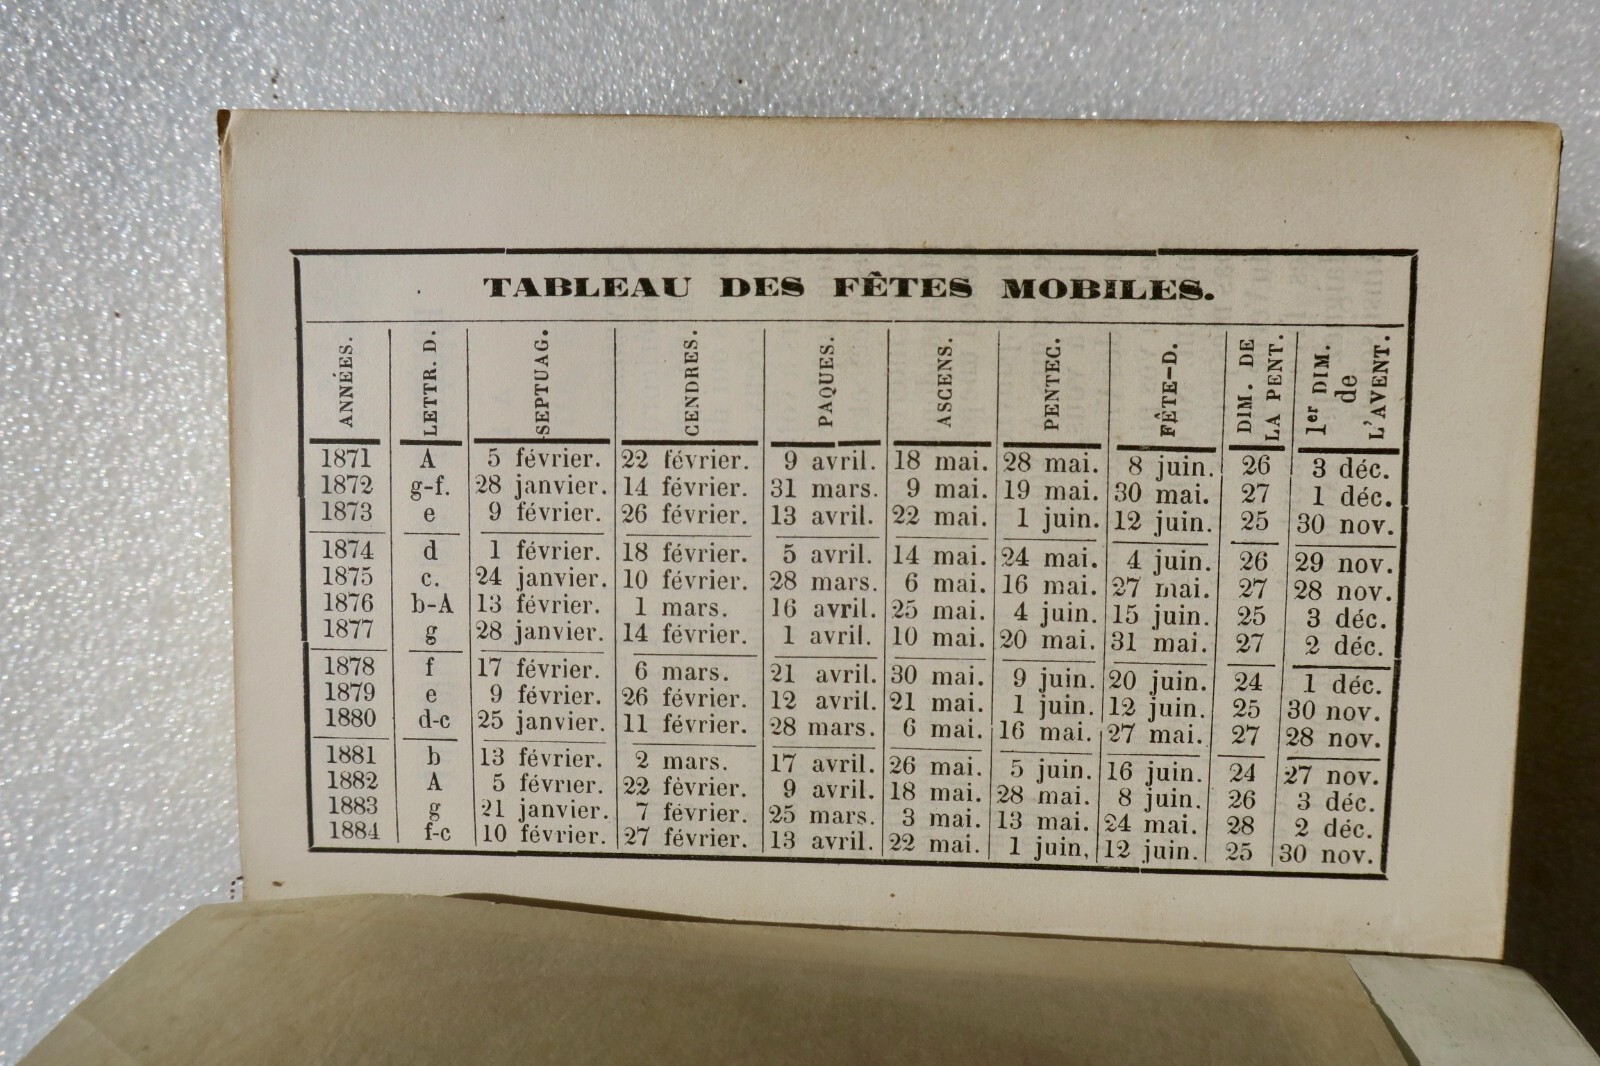 TABLEAU DES FÊTES MOBILES.
ANNÉES. LETTR. D. SEPTUAG. CENDRES. PAQUES. ASCENS. PENTEC. FÊTE-D. DIM. DE LA PENT. 1er DIM. de L'AVENT.
1871 A 5 février. 22 février. 9 avril. 18 mai. 28 mai. 8 juin. 26 3 déc.
1872 g-f. 28 janvier. 14 février. 31 mars. 9 mai. 19 mai. 30 mai. 27 1 déc.
1873 e 9 février. 26 février. 13 avril. 22 mai. 1 juin. 12 juin. 25 30 nov.
1874 d 1 février. 18 février. 5 avril. 14 mai. 24 mai. 4 juin. 26 29 nov.
1875 c. 24 janvier. 10 février. 28 mars. 6 mai. 16 mai. 27 mai. 27 28 nov.
1876 b-A 13 février. 1 mars. 16 avril. 25 mai. 4 juin. 15 juin. 25 3 déc.
1877 g 28 janvier. 14 février. 1 avril. 10 mai. 20 mai. 31 mai. 27 2 déc.
1878 f 17 février. 6 mars. 21 avril. 30 mai. 9 juin. 20 juin. 24 1 déc.
1879 e 9 février. 26 février. 12 avril. 21 mai. 1 juin. 12 juin. 25 30 nov.
1880 d-c 25 janvier. 11 février. 28 mars. 6 mai. 16 mai. 27 mai. 27 28 nov.
1881 b 13 février. 2 mars. 17 avril. 26 mai. 5 juin. 16 juin. 24 27 nov.
1882 A 5 février. 22 fèvrier. 9 avril. 18 mai. 28 mai. 8 juin. 26 3 déc.
1883 g 21 janvier. 7 février. 25 mars. 3 mai. 13 mai. 24 mai. 28 2 déc.
1884 f-c 10 février. 27 février. 13 avril. 22 mai. 1 juin, 12 juin. 25 30 nov.